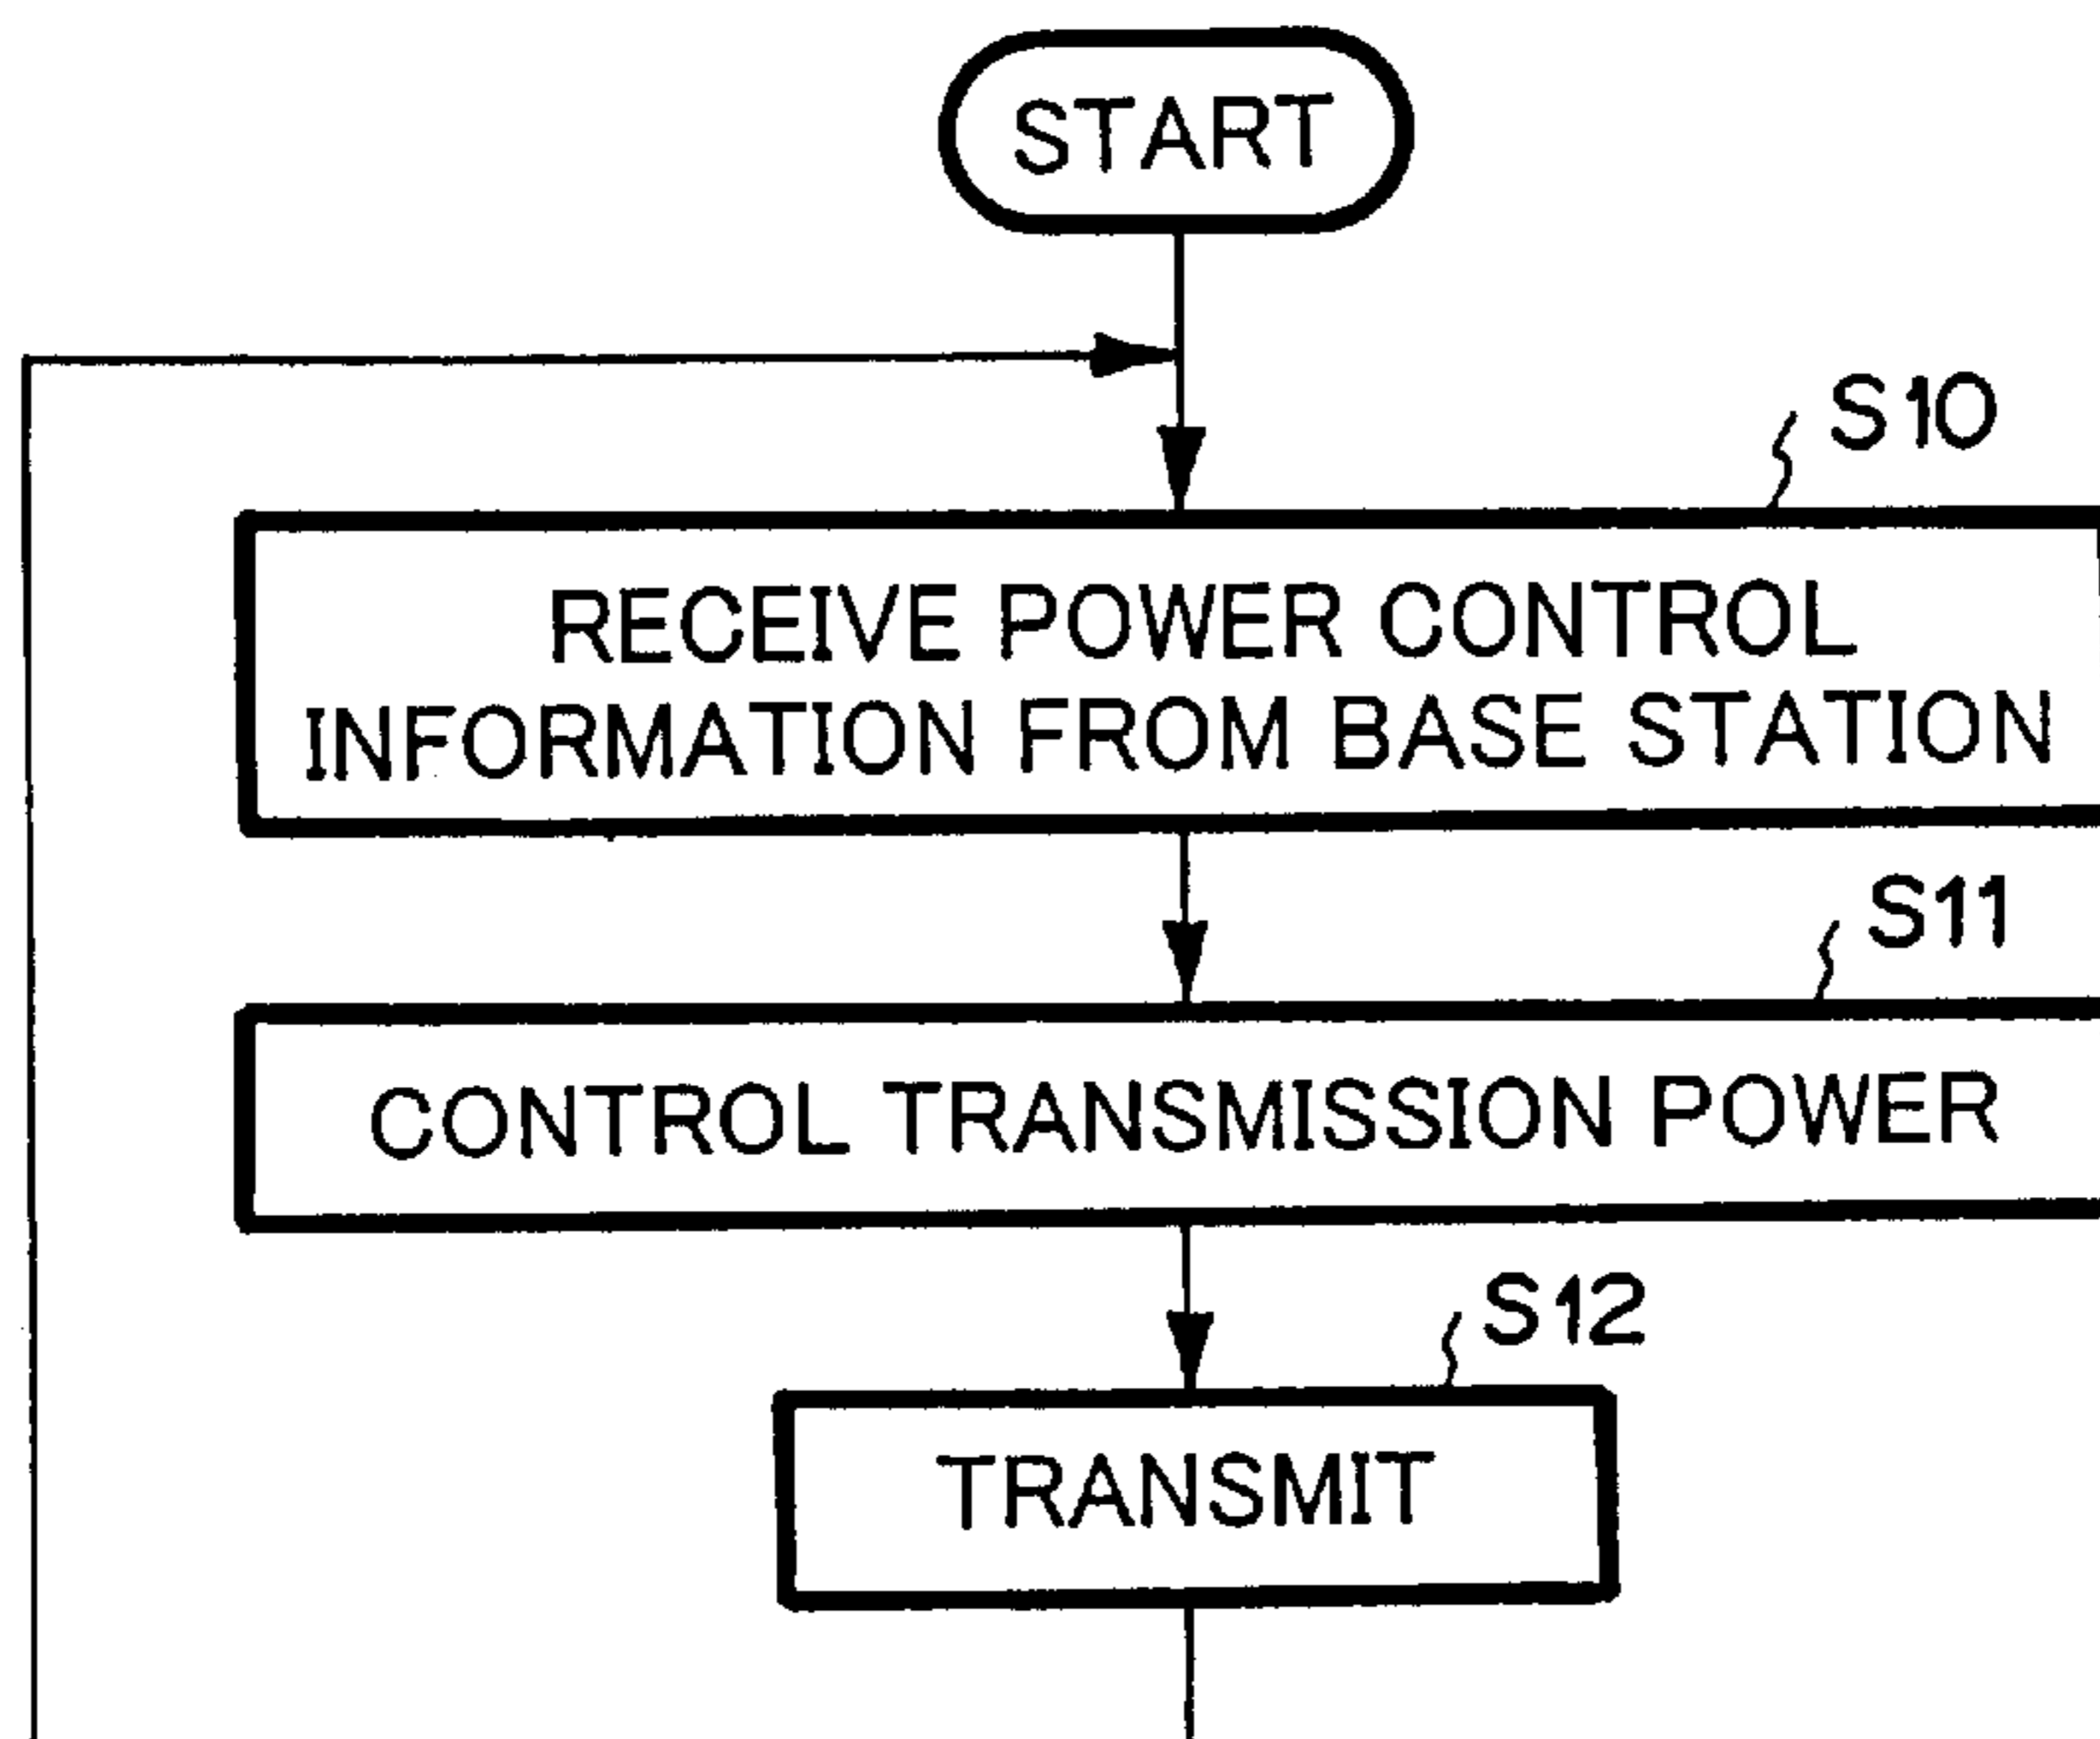 START
S10
RECEIVE POWER CONTROL
INFORMATION FROM BASE STATION
S11
CONTROL TRANSMISSION POWER
S12
TRANSMIT